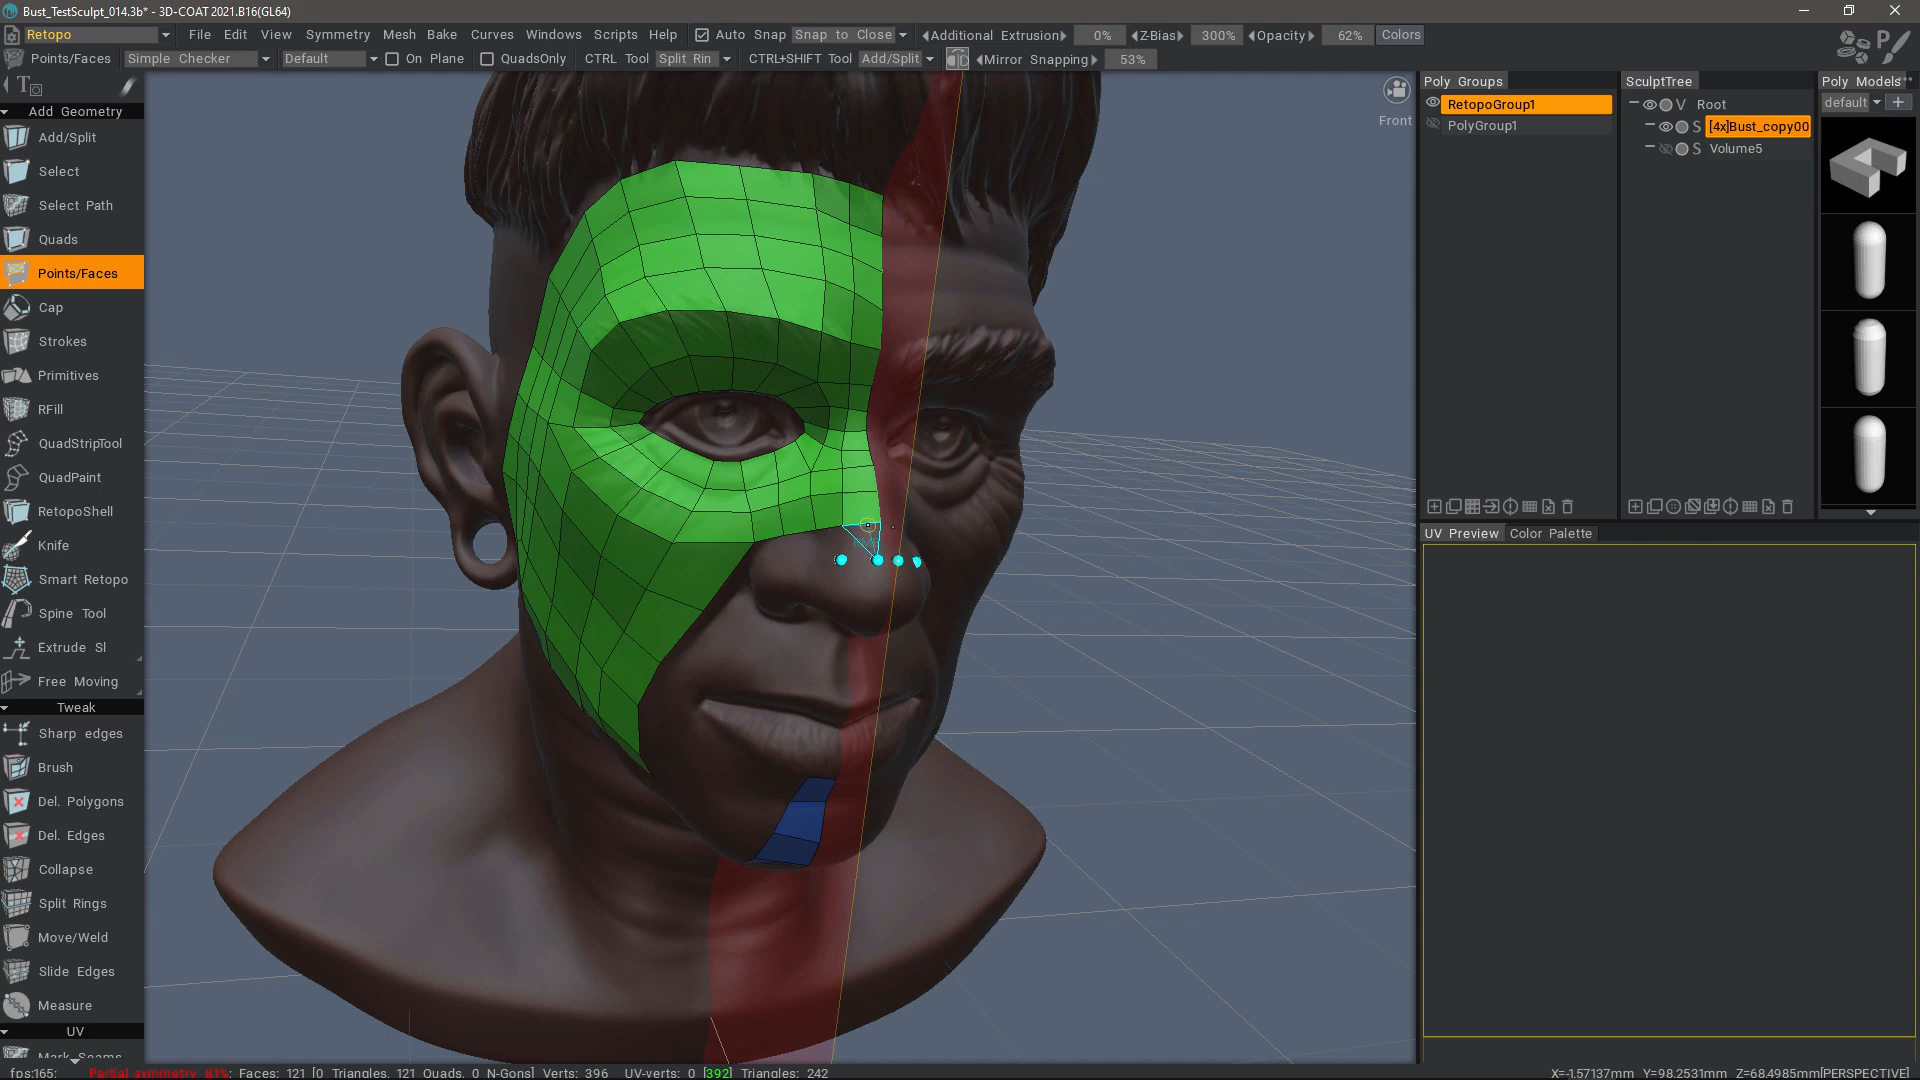 Bust_TestSculpt_014.3b* - 3D-COAT 2021.B16(GL64)
Retopo File Edit View Symmetry Mesh Bake Curves Windows Scripts Help Auto Snap Snap to Close Additional Extrusion 0% Z-Bias 300% Opacity 62% Colors
Points/Faces Simple Checker Default On Plane QuadsOnly CTRL Tool Split Rin CTRL+SHIFT Tool Add/Split Mirror Snapping 53%
Add Geometry
Add/Split
Select
Select Path
Quads
Points/Faces
Cap
Strokes
Primitives
RFill
QuadStripTool
QuadPaint
RetopoShell
Knife
Smart Retopo
Spine Tool
Extrude Sl
Free Moving
Tweak
Sharp edges
Brush
Del. Polygons
Del. Edges
Collapse
Split Rings
Move/Weld
Slide Edges
Measure
UV
Mark Seams
Front
Poly Groups
RetopoGroup1
PolyGroup1
SculptTree
V Root
S [4x]Bust_copy00
S Volume5
Poly Models
default
UV Preview Color Palette
fps:165; Partial symmetry 81%; Faces: 121 [0 Triangles, 121 Quads, 0 N-Gons] Verts: 396 UV-verts: 0 [392] Triangles: 242
X=-1.57137mm Y=98.2531mm Z=68.4985mm[PERSPECTIVE]